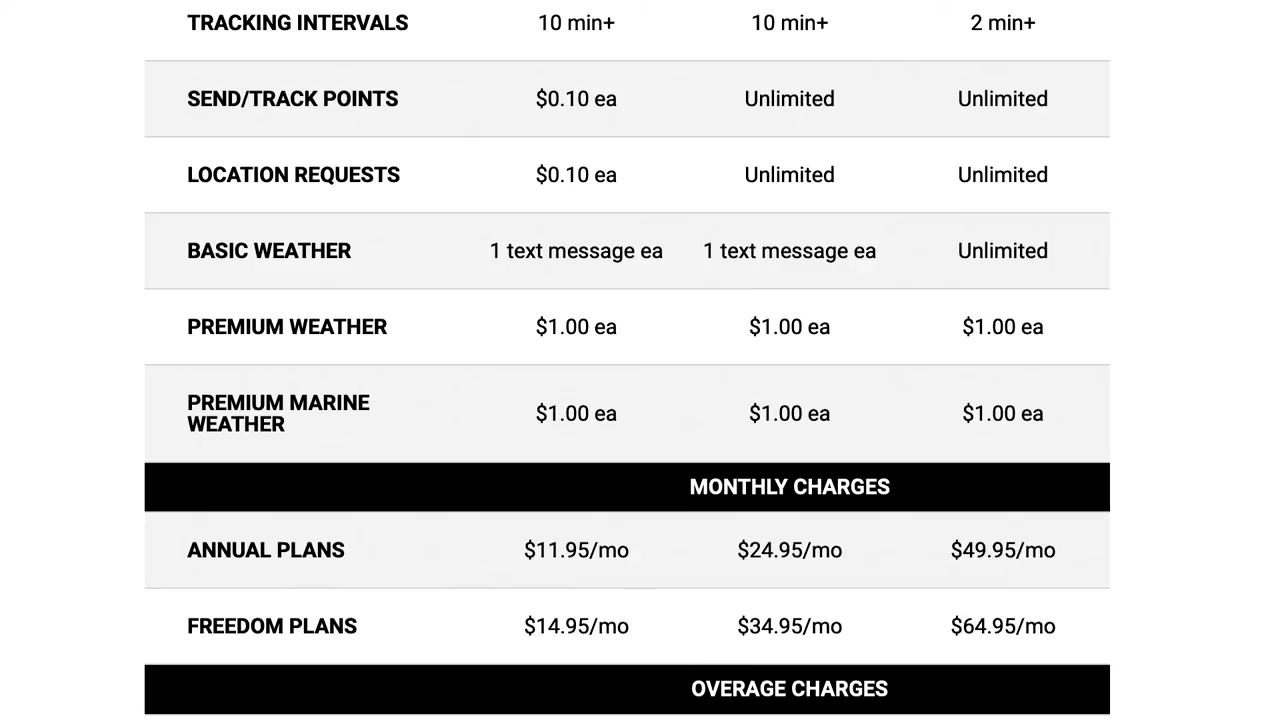 TRACKING INTERVALS 10 min+ 10 min+ 2 min+
SEND/TRACK POINTS $0.10 ea Unlimited Unlimited
LOCATION REQUESTS $0.10 ea Unlimited Unlimited
BASIC WEATHER 1 text message ea 1 text message ea Unlimited
PREMIUM WEATHER $1.00 ea $1.00 ea $1.00 ea
PREMIUM MARINE
WEATHER $1.00 ea $1.00 ea $1.00 ea
MONTHLY CHARGES
ANNUAL PLANS $11.95/mo $24.95/mo $49.95/mo
FREEDOM PLANS $14.95/mo $34.95/mo $64.95/mo
OVERAGE CHARGES